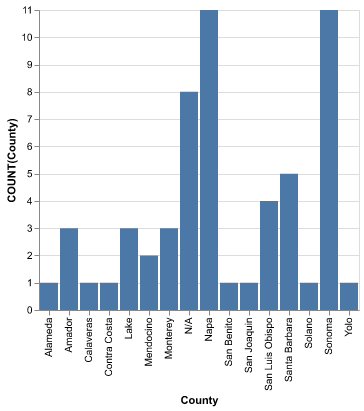 11
10
9
8
7
6
5
4
3
2
1
0
COUNT(County)
Alameda
Amador
Calaveras
Contra Costa
Lake
Mendocino
Monterey
N/A
Napa
San Benito
San Joaquin
San Luis Obispo
Santa Barbara
Solano
Sonoma
Yolo
County